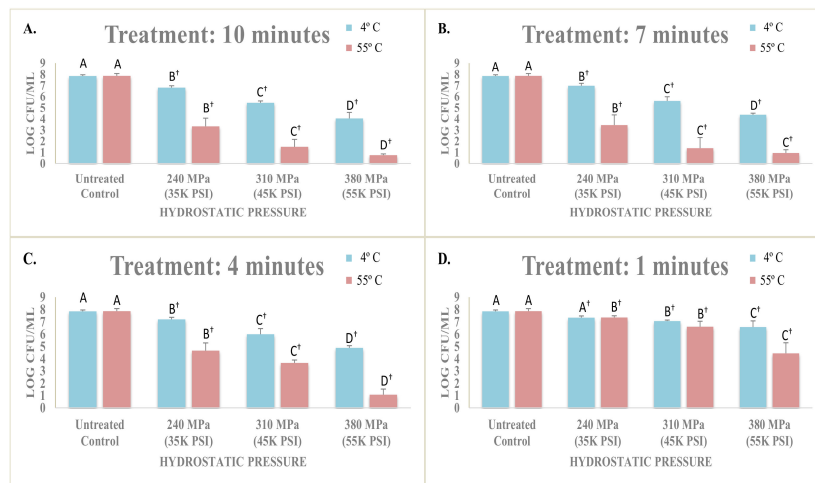 A.
Treatment: 10 minutes
4º C
55º C
LOG CFU/ML
9
8
7
6
5
4
3
2
1
0
A A B† B† C† C† D† D†
Untreated Control
240 MPa (35K PSI)
310 MPa (45K PSI)
380 MPa (55K PSI)
HYDROSTATIC PRESSURE
B.
Treatment: 7 minutes
4º C
55º C
LOG CFU/ML
9
8
7
6
5
4
3
2
1
0
A A B† B† C† C† D† C†
Untreated Control
240 MPa (35K PSI)
310 MPa (45K PSI)
380 MPa (55K PSI)
HYDROSTATIC PRESSURE
C.
Treatment: 4 minutes
4º C
55º C
LOG CFU/ML
9
8
7
6
5
4
3
2
1
0
A A B† B† C† C† D† D†
Untreated Control
240 MPa (35K PSI)
310 MPa (45K PSI)
380 MPa (55K PSI)
HYDROSTATIC PRESSURE
D.
Treatment: 1 minutes
4º C
55º C
LOG CFU/ML
9
8
7
6
5
4
3
2
1
0
A A A† B† B† B† C† C†
Untreated Control
240 MPa (35K PSI)
310 MPa (45K PSI)
380 MPa (55K PSI)
HYDROSTATIC PRESSURE